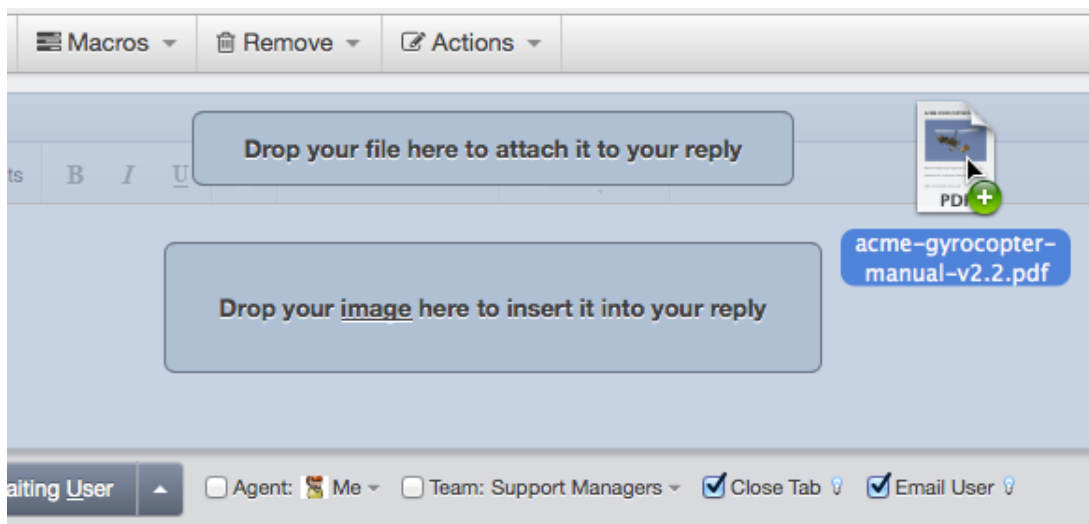 Macros Remove Actions
Drop your file here to attach it to your reply
B I U
PDF
acme-gyrocopter-
manual-v2.2.pdf
Drop your image here to insert it into your reply
User Agent: Me Team: Support Managers Close Tab Email User